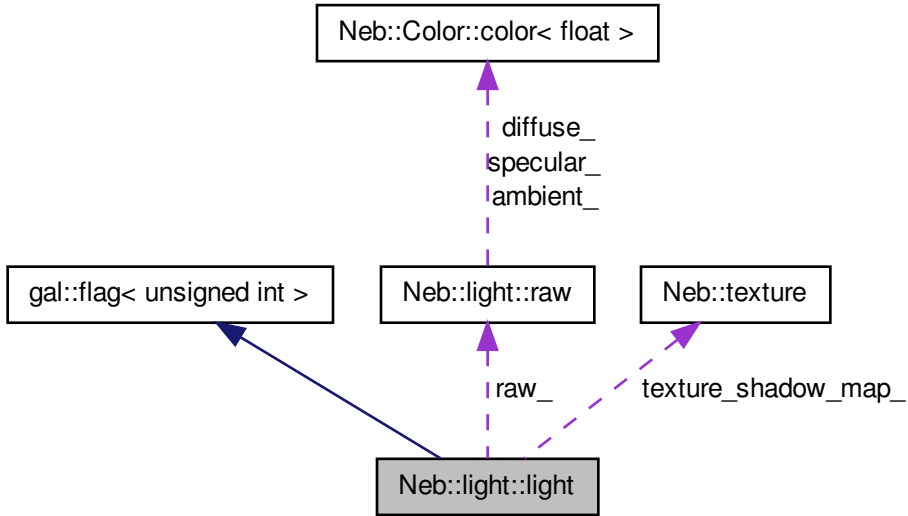 Neb::Color::color< float >
diffuse_
specular_
ambient_
gal::flag< unsigned int >
Neb::light::raw
Neb::texture
raw_
texture_shadow_map_
Neb::light::light